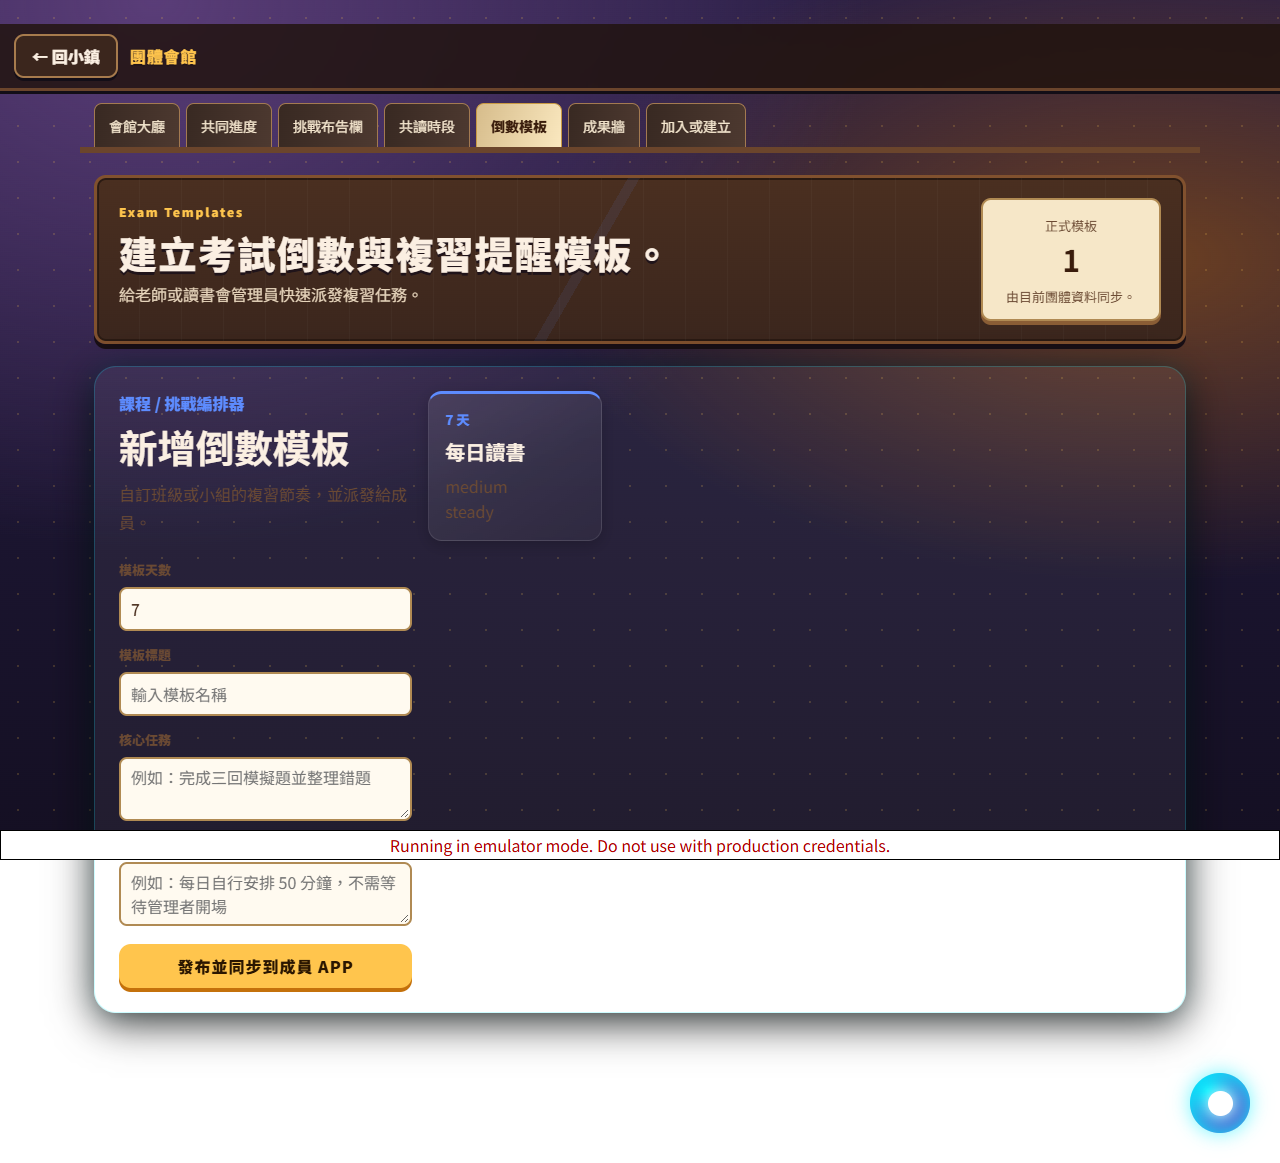 ← 回小鎮
團體會館
會館大廳
共同進度
挑戰布告欄
共讀時段
倒數模板
成果牆
加入或建立
Exam Templates
建立考試倒數與複習提醒模板。
給老師或讀書會管理員快速派發複習任務。
正式模板
1
由目前團體資料同步。
課程 / 挑戰編排器
新增倒數模板
自訂班級或小組的複習節奏，並派發給成
員。
模板天數
7
模板標題
輸入模板名稱
核心任務
例如：完成三回模擬題並整理錯題
7 天
每日讀書
medium
steady
Running in emulator mode. Do not use with production credentials.
例如：每日自行安排 50 分鐘，不需等
待管理者開場
發布並同步到成員 APP